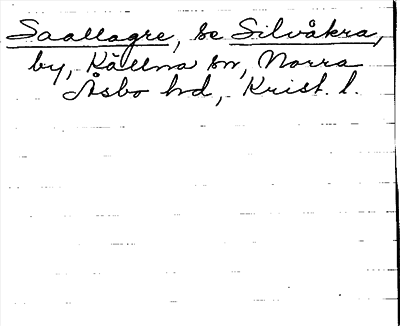 Saallagre, se Silvåkra,
by, Källna sn, Norra
Åsbo hd, Krist. l.